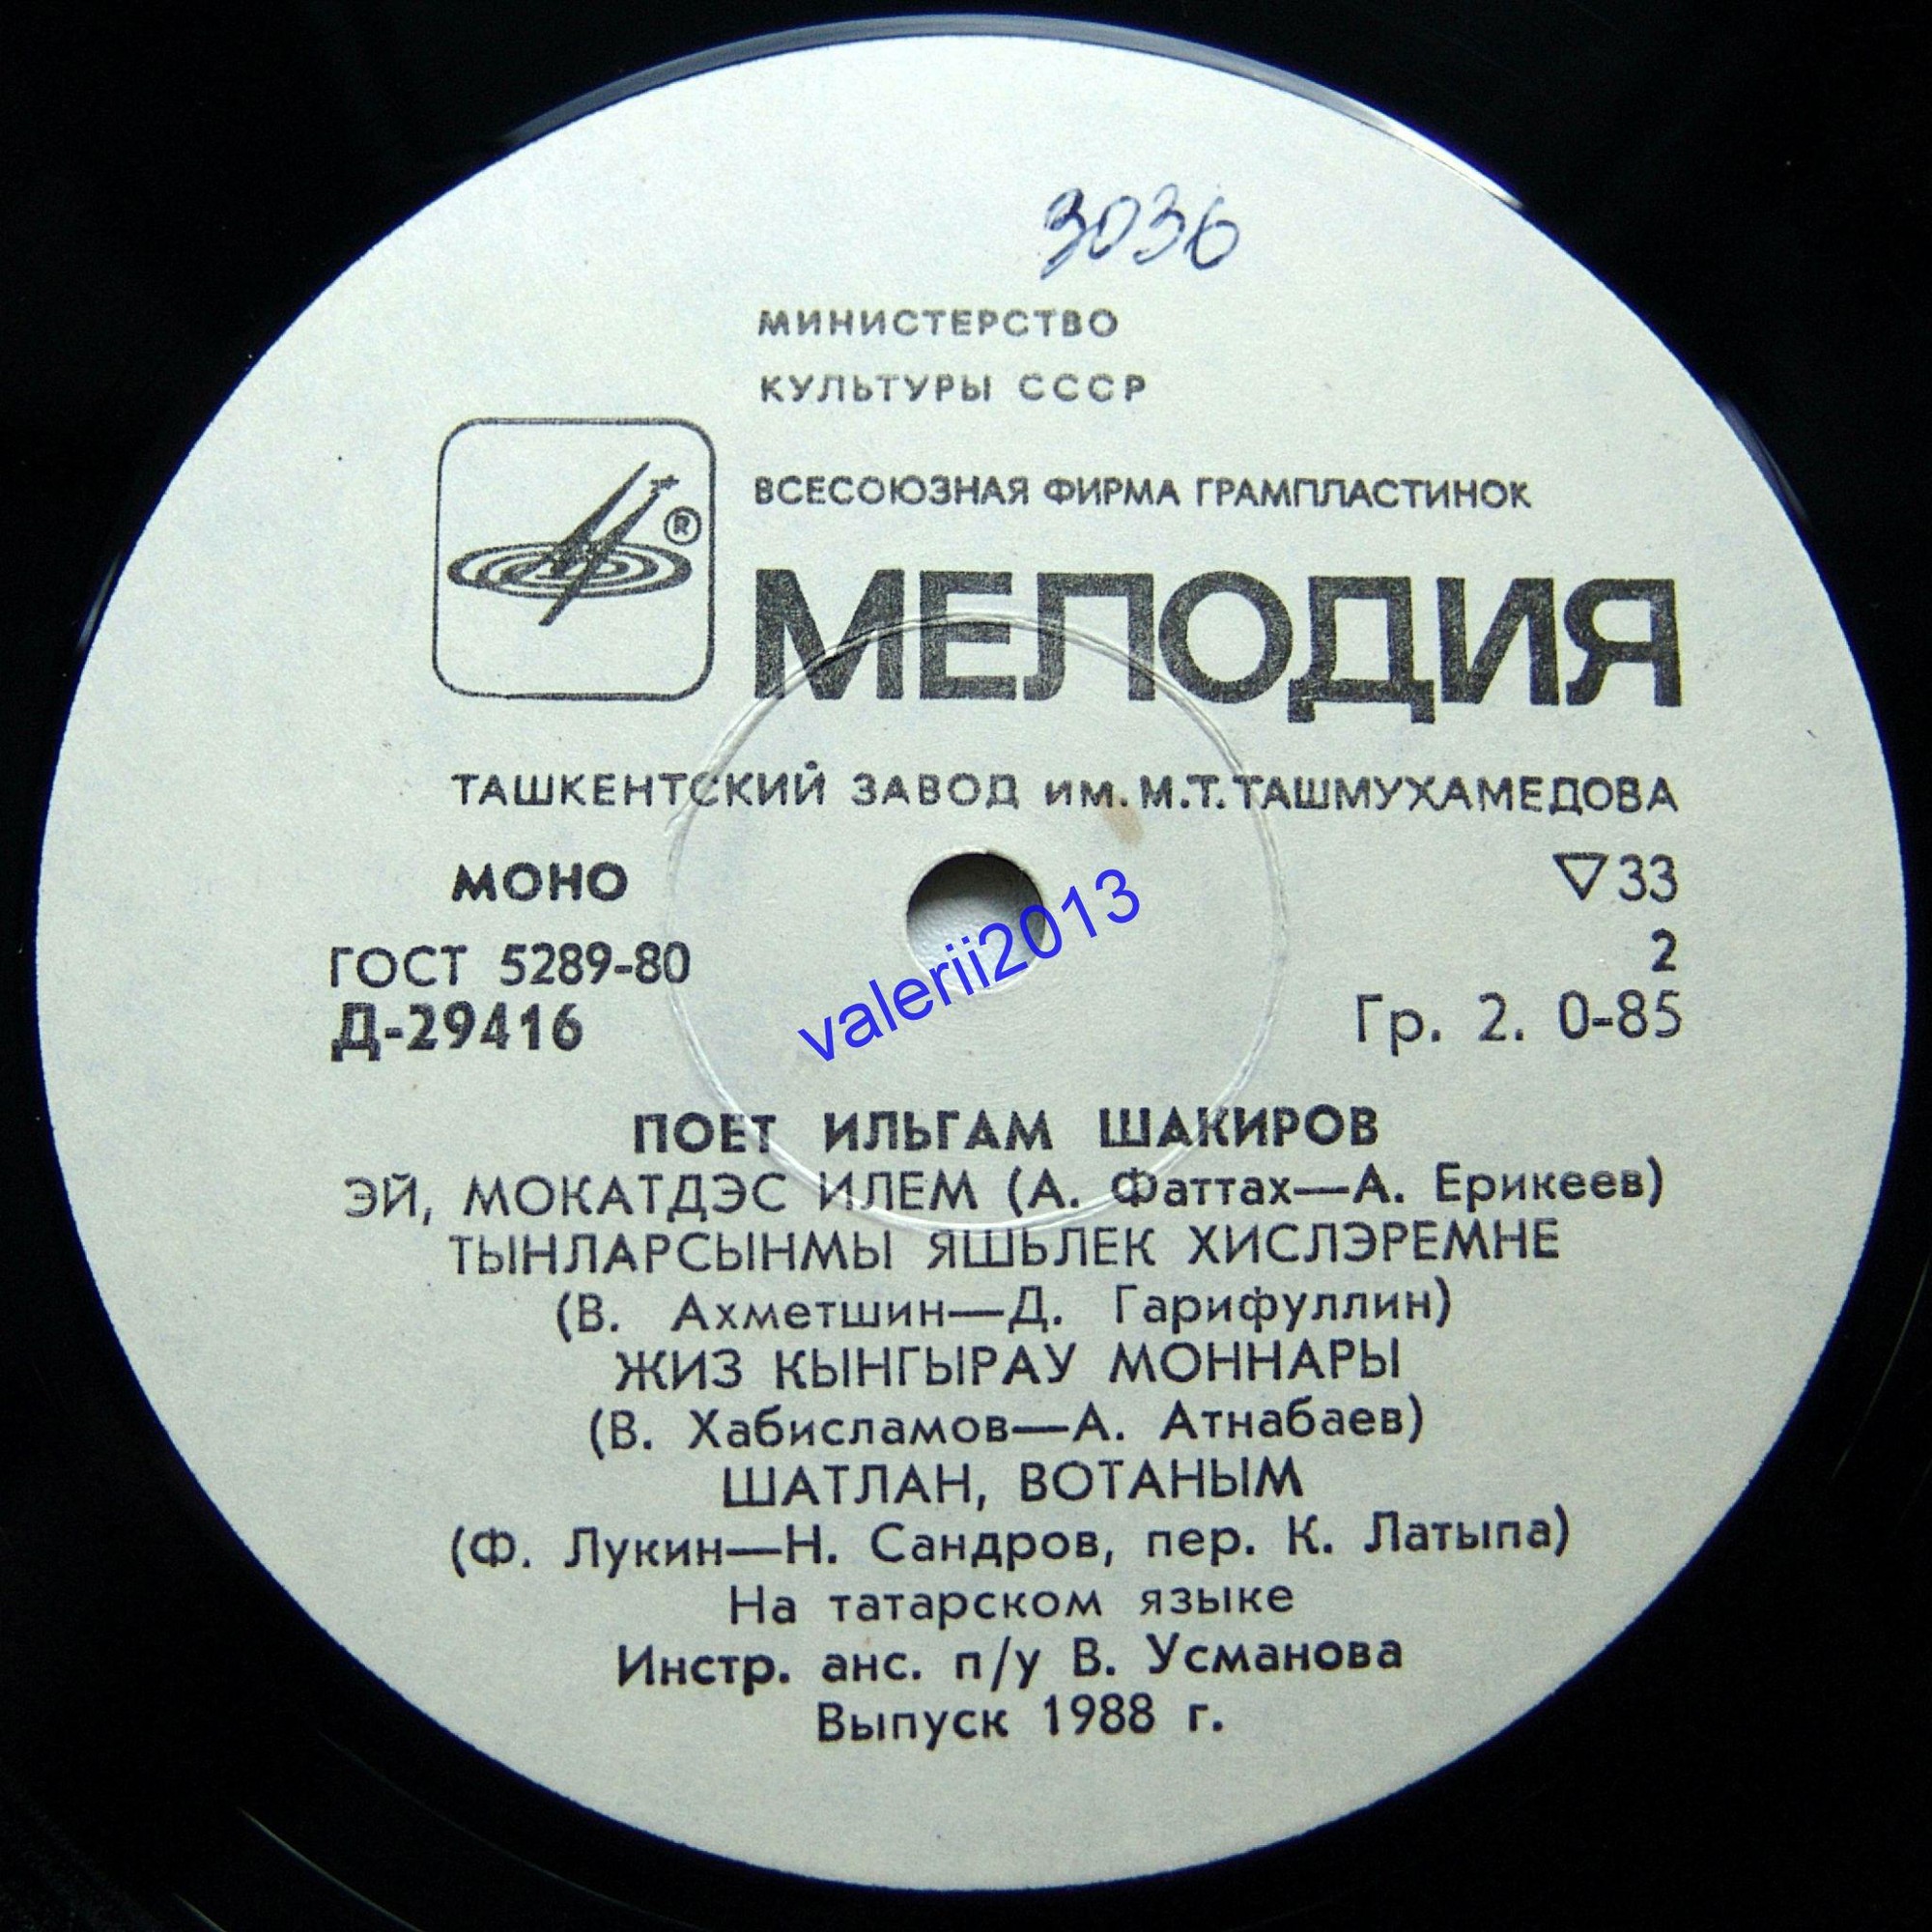 3036
МИНИСТЕРСТВО
КУЛЬТУРЫ СССР
ВСЕСОЮЗНАЯ ФИРМА ГРАМПЛАСТИНОК
®
МЕЛОДИЯ
ТАШКЕНТСКИЙ ЗАВОД им. М.Т. ТАШМУХАМЕДОВА
МОНО ▽33
ГОСТ 5289-80 2
Д-29416 Гр. 2. 0-85
valerii2013
ПОЕТ ИЛЬГАМ ШАКИРОВ
ЭЙ, МОКАТДЭС ИЛЕМ (А. Фаттах—А. Ерикеев)
ТЫНЛАРСЫНМЫ ЯШЬЛЕК ХИСЛЭРЕМНЕ
(В. Ахметшин—Д. Гарифуллин)
ЖИЗ КЫНГЫРАУ МОННАРЫ
(В. Хабисламов—А. Атнабаев)
ШАТЛАН, ВОТАНЫМ
(Ф. Лукин—Н. Сандров, пер. К. Латыпа)
На татарском языке
Инстр. анс. п/у В. Усманова
Выпуск 1988 г.